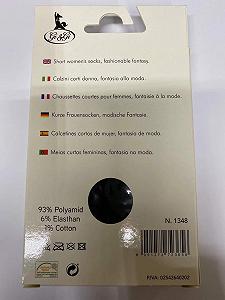 Short women's socks, fashionable fantasy.
Calzini corti donna, fantasia alla moda.
Chaussettes courtes pour femmes, fantaisie à la mode.
Kurze Frauensocken, modische Fantasie.
Calcetines cortos de mujer, fantasía de moda.
Meias curtas femininas, fantasia na moda.
93% Polyamid
6% Elasthan
1% Cotton
N. 1348
P.IVA: 02542640202